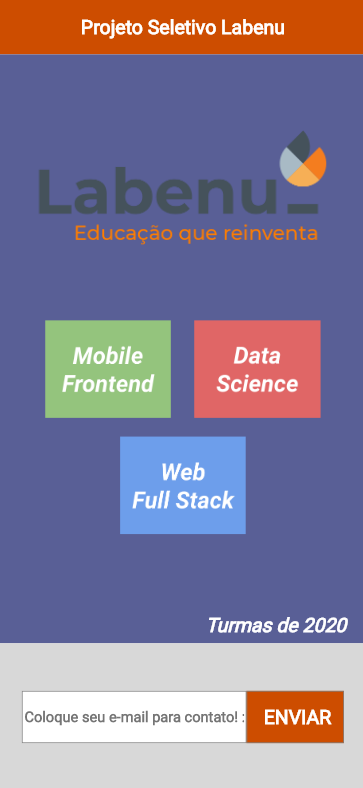 Projeto Seletivo Labenu
Labenu_
Educação que reinventa
Mobile
Frontend
Data
Science
Web
Full Stack
Turmas de 2020
Coloque seu e-mail para contato! :
ENVIAR